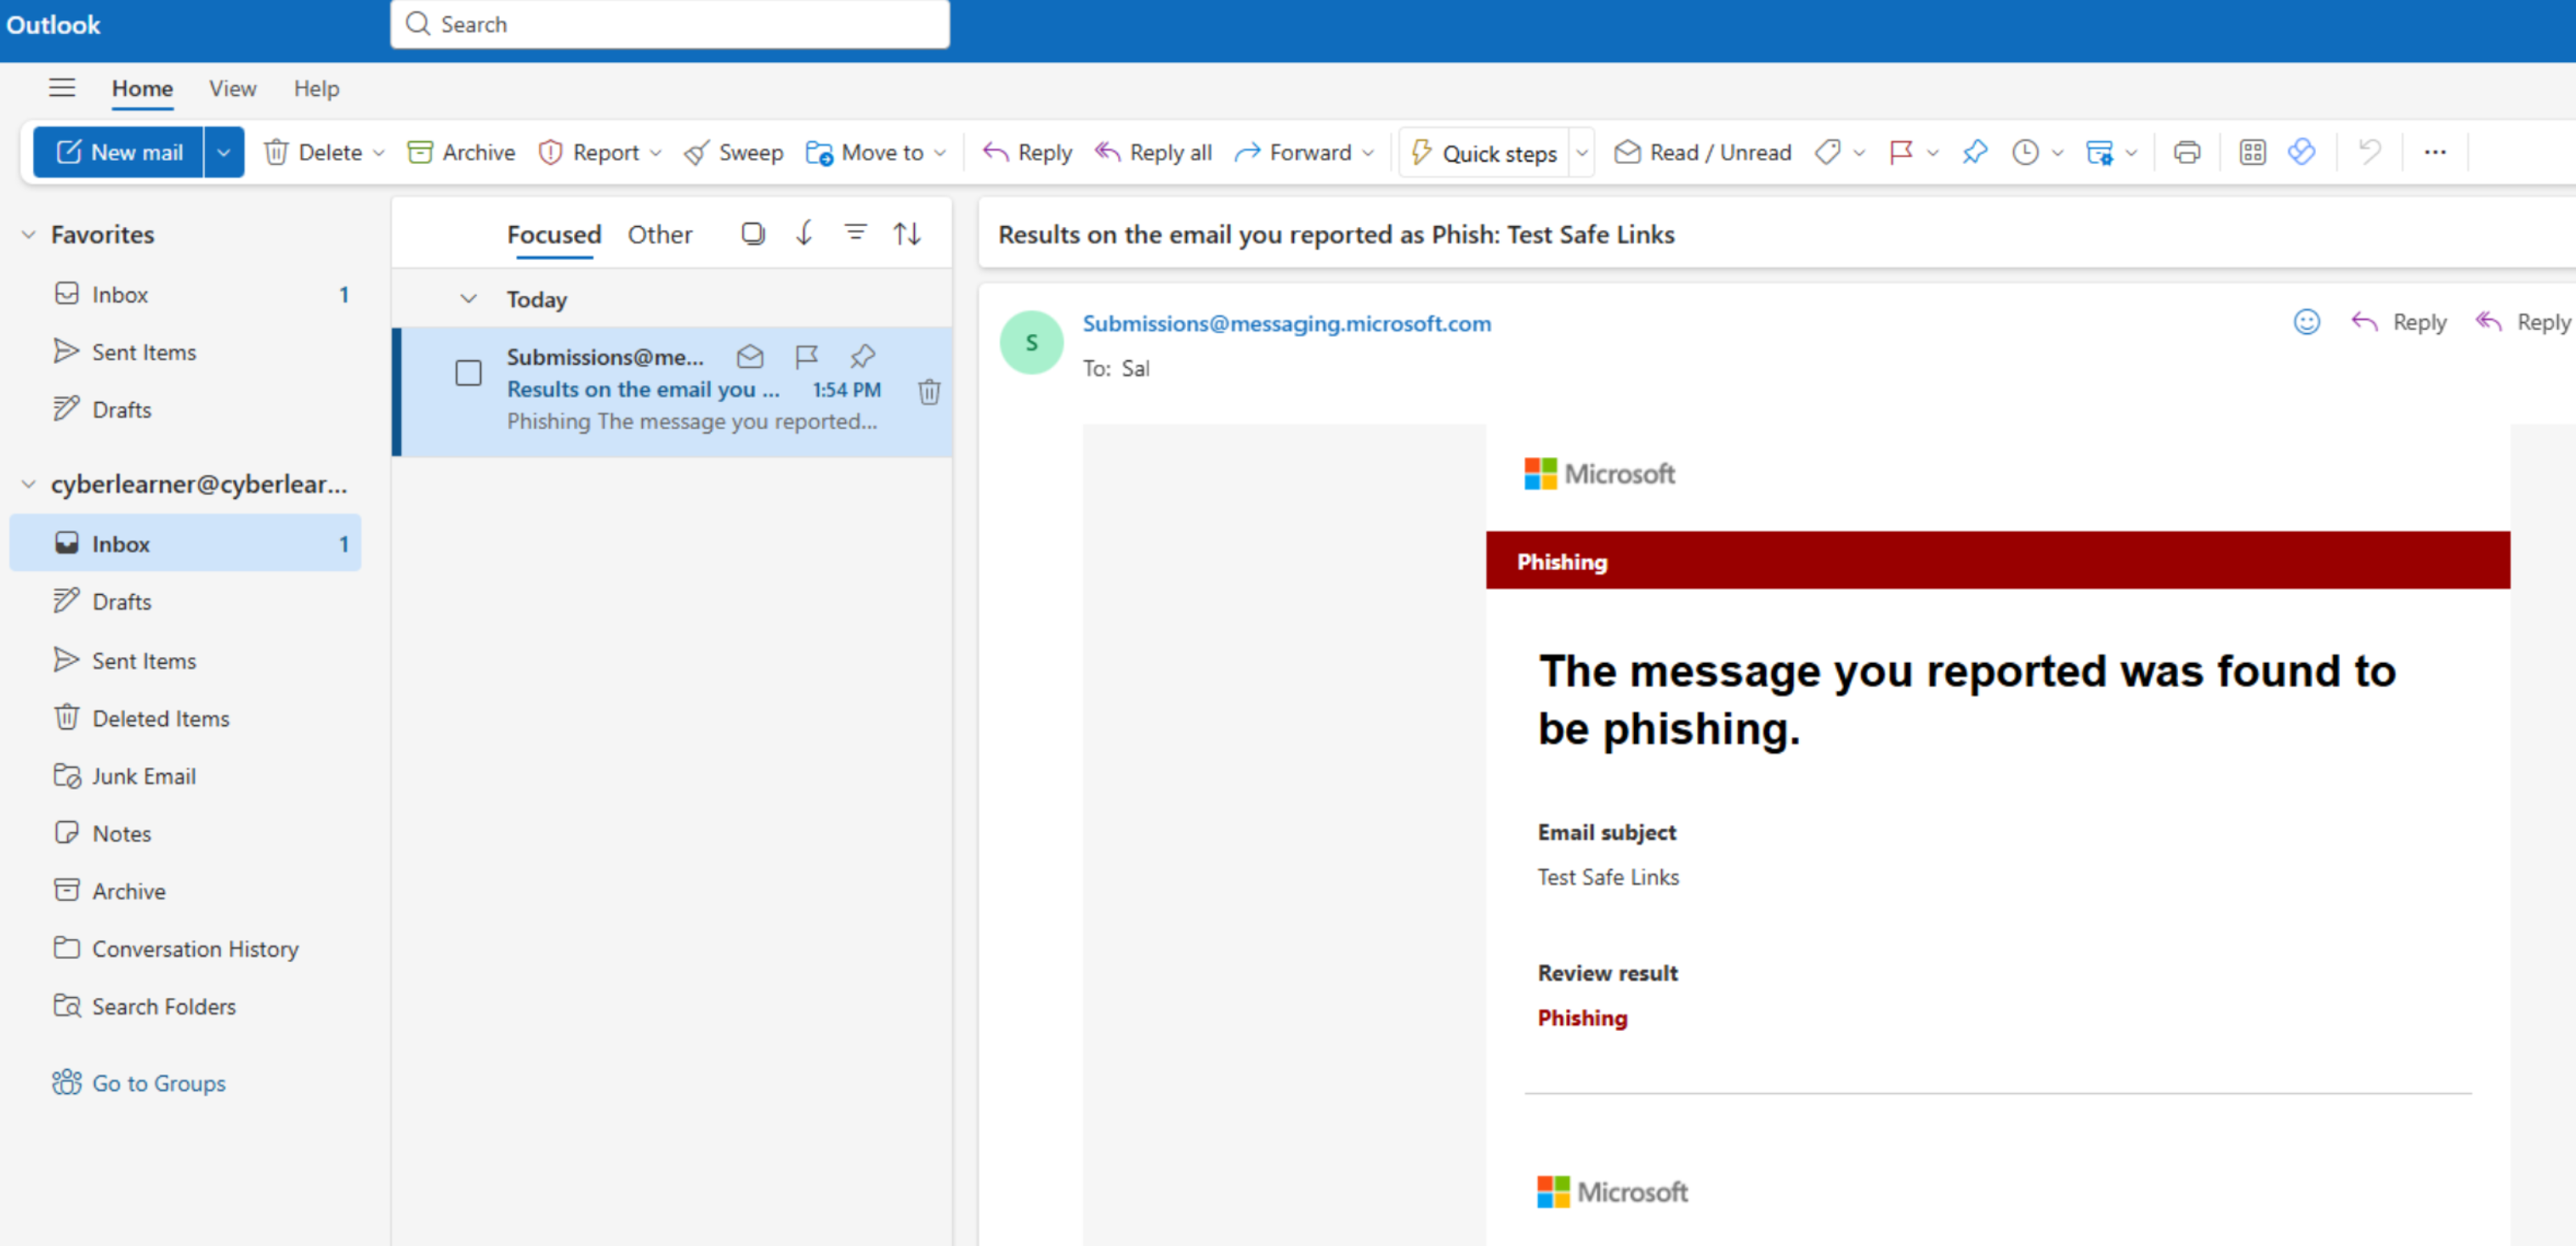 Outlook
Search
Home View Help
New mail Delete Archive Report Sweep Move to Reply Reply all Forward Quick steps Read / Unread ...
Favorites
Inbox 1
Sent Items
Drafts
cyberlearner@cyberlear...
Inbox 1
Drafts
Sent Items
Deleted Items
Junk Email
Notes
Archive
Conversation History
Search Folders
Go to Groups
Focused Other
Today
Submissions@me...
Results on the email you ... 1:54 PM
Phishing The message you reported...
Results on the email you reported as Phish: Test Safe Links
S
Submissions@messaging.microsoft.com
Reply Reply
To: Sal
Microsoft
Phishing
The message you reported was found to
be phishing.
Email subject
Test Safe Links
Review result
Phishing
Microsoft